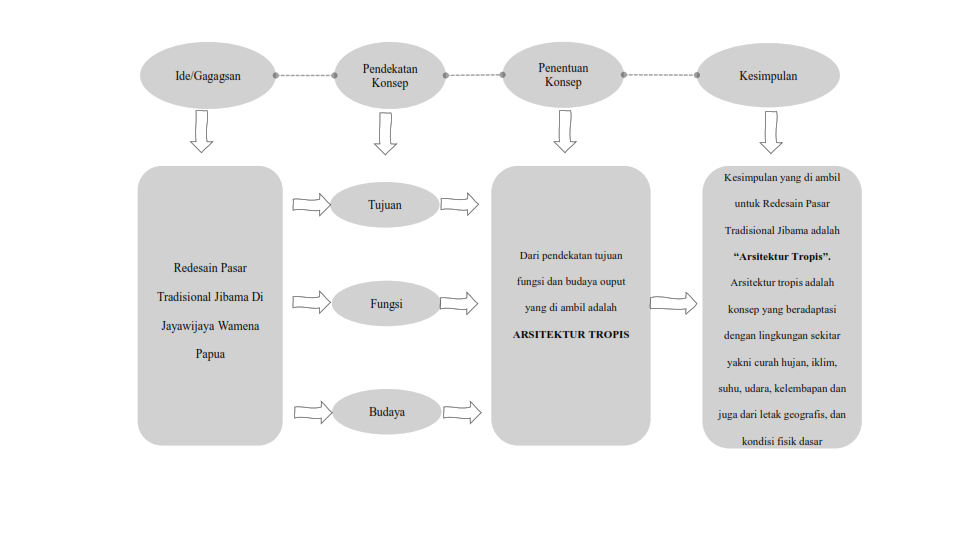 Ide/Gagagsan
Pendekatan
Konsep
Penentuan
Konsep
Kesimpulan
Redesain Pasar
Tradisional Jibama Di
Jayawijaya Wamena
Papua
Tujuan
Fungsi
Budaya
Dari pendekatan tujuan
fungsi dan budaya ouput
yang di ambil adalah
ARSITEKTUR TROPIS
Kesimpulan yang di ambil
untuk Redesain Pasar
Tradisional Jibama adalah
“Arsitektur Tropis”.
Arsitektur tropis adalah
konsep yang beradaptasi
dengan lingkungan sekitar
yakni curah hujan, iklim,
suhu, udara, kelembapan dan
juga dari letak geografis, dan
kondisi fisik dasar